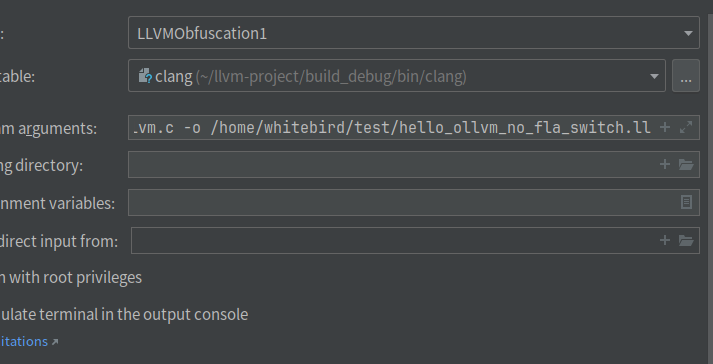 t: LLVMObfuscation1
table: clang (~/llvm-project/build_debug/bin/clang) ...
am arguments: .vm.c -o /home/whitebird/test/hello_ollvm_no_fla_switch.ll
ng directory:
nment variables:
direct input from:
n with root privileges
ulate terminal in the output console
itations ↗